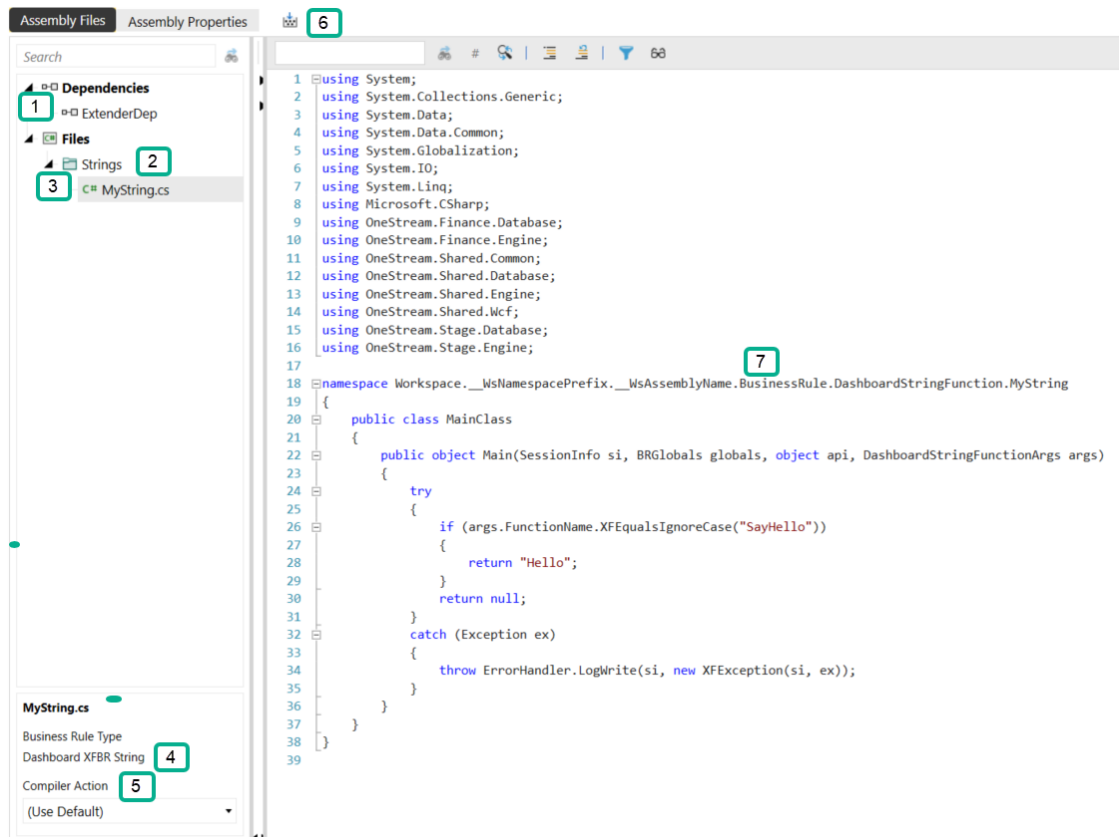 Assembly Files
Assembly Properties
6
Search
#
Dependencies
1
ExtenderDep
C#
Files
Strings
2
3
C# MyString.cs
1 using System;
2 using System.Collections.Generic;
3 using System.Data;
4 using System.Data.Common;
5 using System.Globalization;
6 using System.IO;
7 using System.Linq;
8 using Microsoft.CSharp;
9 using OneStream.Finance.Database;
10 using OneStream.Finance.Engine;
11 using OneStream.Shared.Common;
12 using OneStream.Shared.Database;
13 using OneStream.Shared.Engine;
14 using OneStream.Shared.Wcf;
15 using OneStream.Stage.Database;
16 using OneStream.Stage.Engine;
17
7
18 namespace Workspace.__WsNamespacePrefix.__WsAssemblyName.BusinessRule.DashboardStringFunction.MyString
19 {
20 public class MainClass
21 {
22 public object Main(SessionInfo si, BRGlobals globals, object api, DashboardStringFunctionArgs args)
23 {
24 try
25 {
26 if (args.FunctionName.XFEqualsIgnoreCase("SayHello"))
27 {
28 return "Hello";
29 }
30 return null;
31 }
32 catch (Exception ex)
33 {
34 throw ErrorHandler.LogWrite(si, new XFException(si, ex));
35 }
36 }
37 }
38 }
39
MyString.cs
Business Rule Type
Dashboard XFBR String
4
Compiler Action
5
(Use Default)